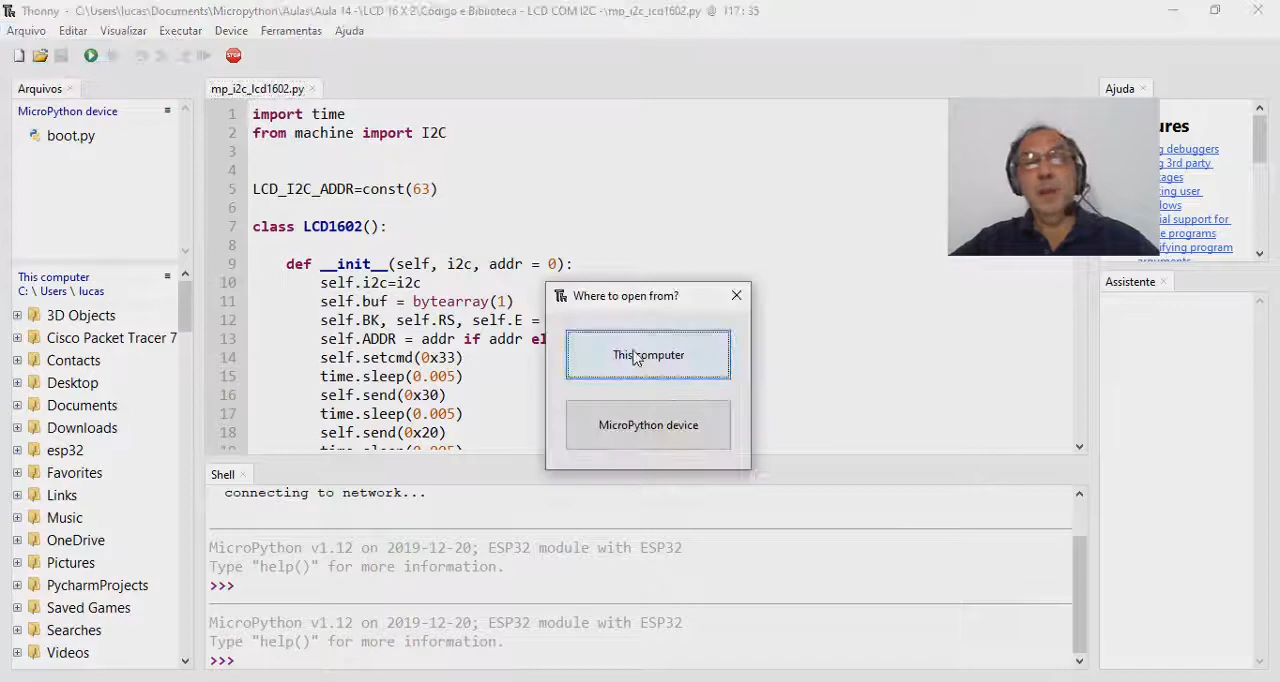 Thonny - C:\Users\lucas\Documents\Micropython\Aulas\Aula 14 -\LCD 16 X 2\Codigo e Biblioteca - LCD COM I2C -\mp_i2c_lcd1602.py @ 117 : 35
Arquivo Editar Visualizar Executar Device Ferramentas Ajuda
STOP
Arquivos
MicroPython device
boot.py
This computer
C: \ Users \ lucas
3D Objects
Cisco Packet Tracer 7
Contacts
Desktop
Documents
Downloads
esp32
Favorites
Links
Music
OneDrive
Pictures
PycharmProjects
Saved Games
Searches
Videos
mp_i2c_lcd1602.py
1 import time
2 from machine import I2C
3
4
5 LCD_I2C_ADDR=const(63)
6
7 class LCD1602():
8
9 def __init__(self, i2c, addr = 0):
10 self.i2c=i2c
11 self.buf = bytearray(1)
12 self.BK, self.RS, self.E =
13 self.ADDR = addr if addr el
14 self.setcmd(0x33)
15 time.sleep(0.005)
16 self.send(0x30)
17 time.sleep(0.005)
18 self.send(0x20)
Where to open from?
This computer
MicroPython device
Shell
connecting to network...
MicroPython v1.12 on 2019-12-20; ESP32 module with ESP32
Type "help()" for more information.
>>>
MicroPython v1.12 on 2019-12-20; ESP32 module with ESP32
Type "help()" for more information.
>>>
Ajuda
ures
g debuggers
g 3rd party
kages
ing user
lows
ial support for
e programs
ifying program
Assistente